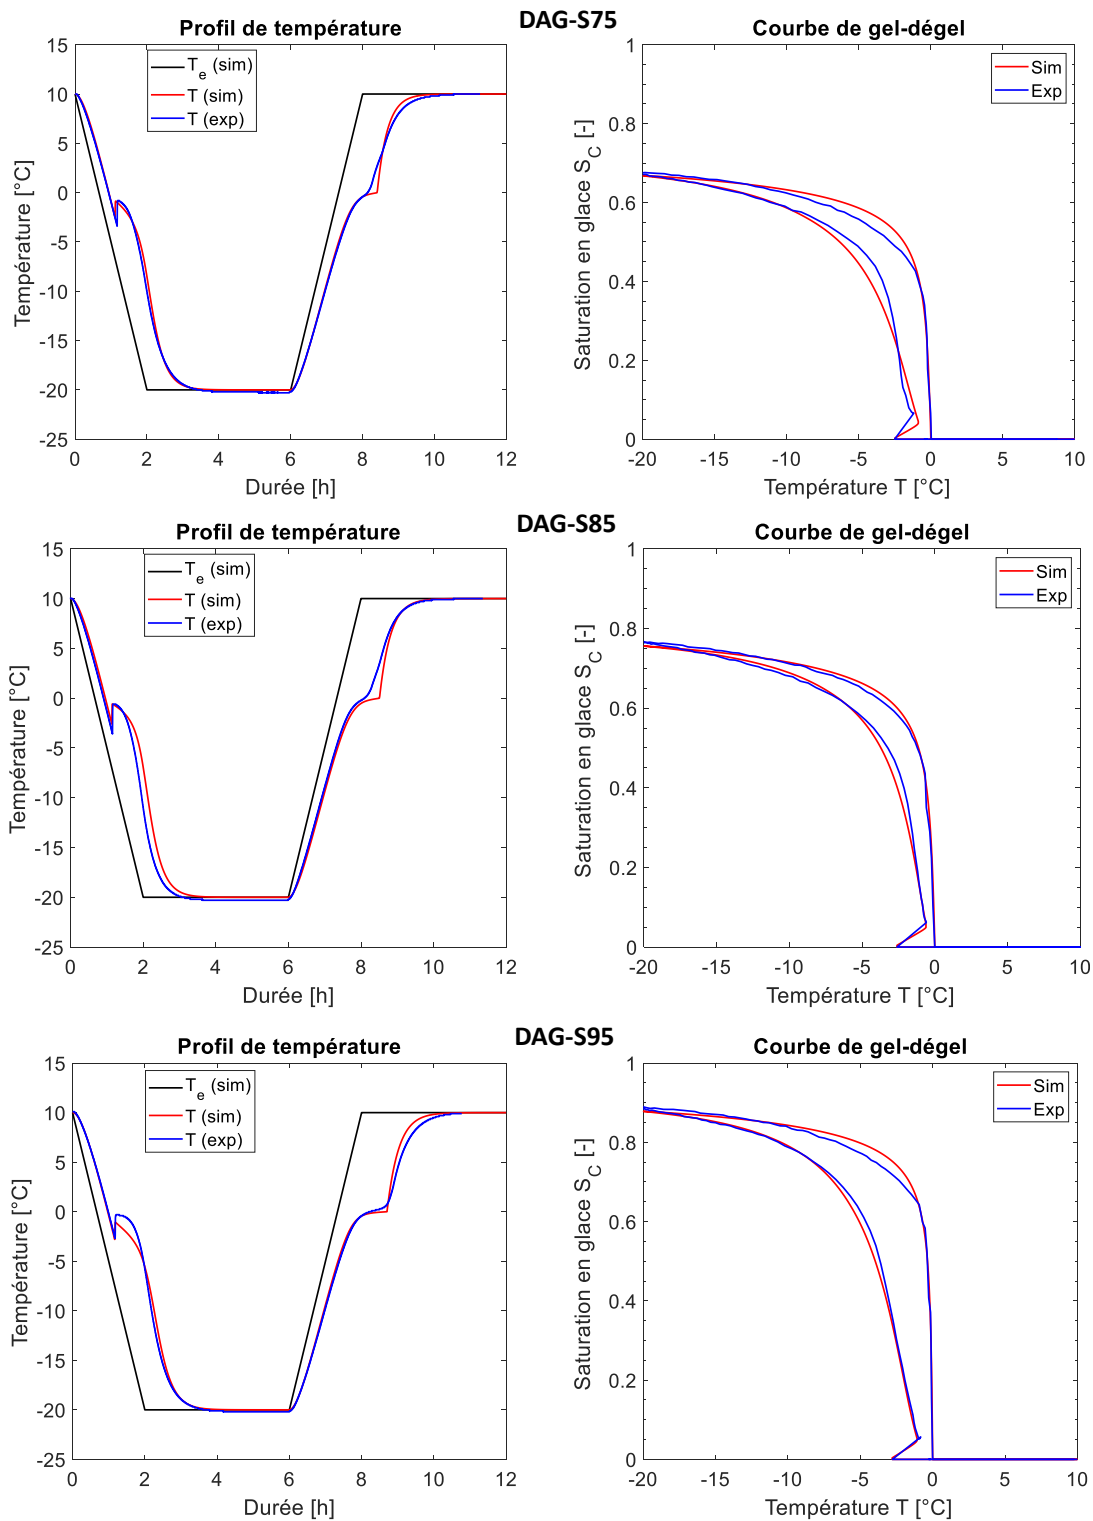 DAG-S75
Profil de température
Courbe de gel-dégel
T_e (sim)
T (sim)
T (exp)
Sim
Exp
15
10
5
0
-5
-10
-15
-20
-25
Température [°C]
0 2 4 6 8 10 12
Durée [h]
1
0.8
0.6
0.4
0.2
0
Saturation en glace S_C [-]
-20 -15 -10 -5 0 5 10
Température T [°C]
DAG-S85
Profil de température
Courbe de gel-dégel
T_e (sim)
T (sim)
T (exp)
Sim
Exp
15
10
5
0
-5
-10
-15
-20
-25
Température [°C]
0 2 4 6 8 10 12
Durée [h]
1
0.8
0.6
0.4
0.2
0
Saturation en glace S_C [-]
-20 -15 -10 -5 0 5 10
Température T [°C]
DAG-S95
Profil de température
Courbe de gel-dégel
T_e (sim)
T (sim)
T (exp)
Sim
Exp
15
10
5
0
-5
-10
-15
-20
-25
Température [°C]
0 2 4 6 8 10 12
Durée [h]
1
0.8
0.6
0.4
0.2
0
Saturation en glace S_C [-]
-20 -15 -10 -5 0 5 10
Température T [°C]